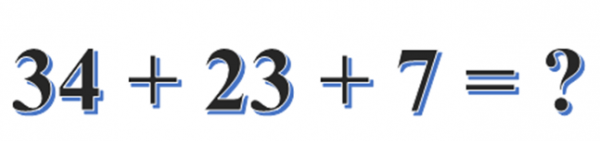 34 + 23 + 7 = ?